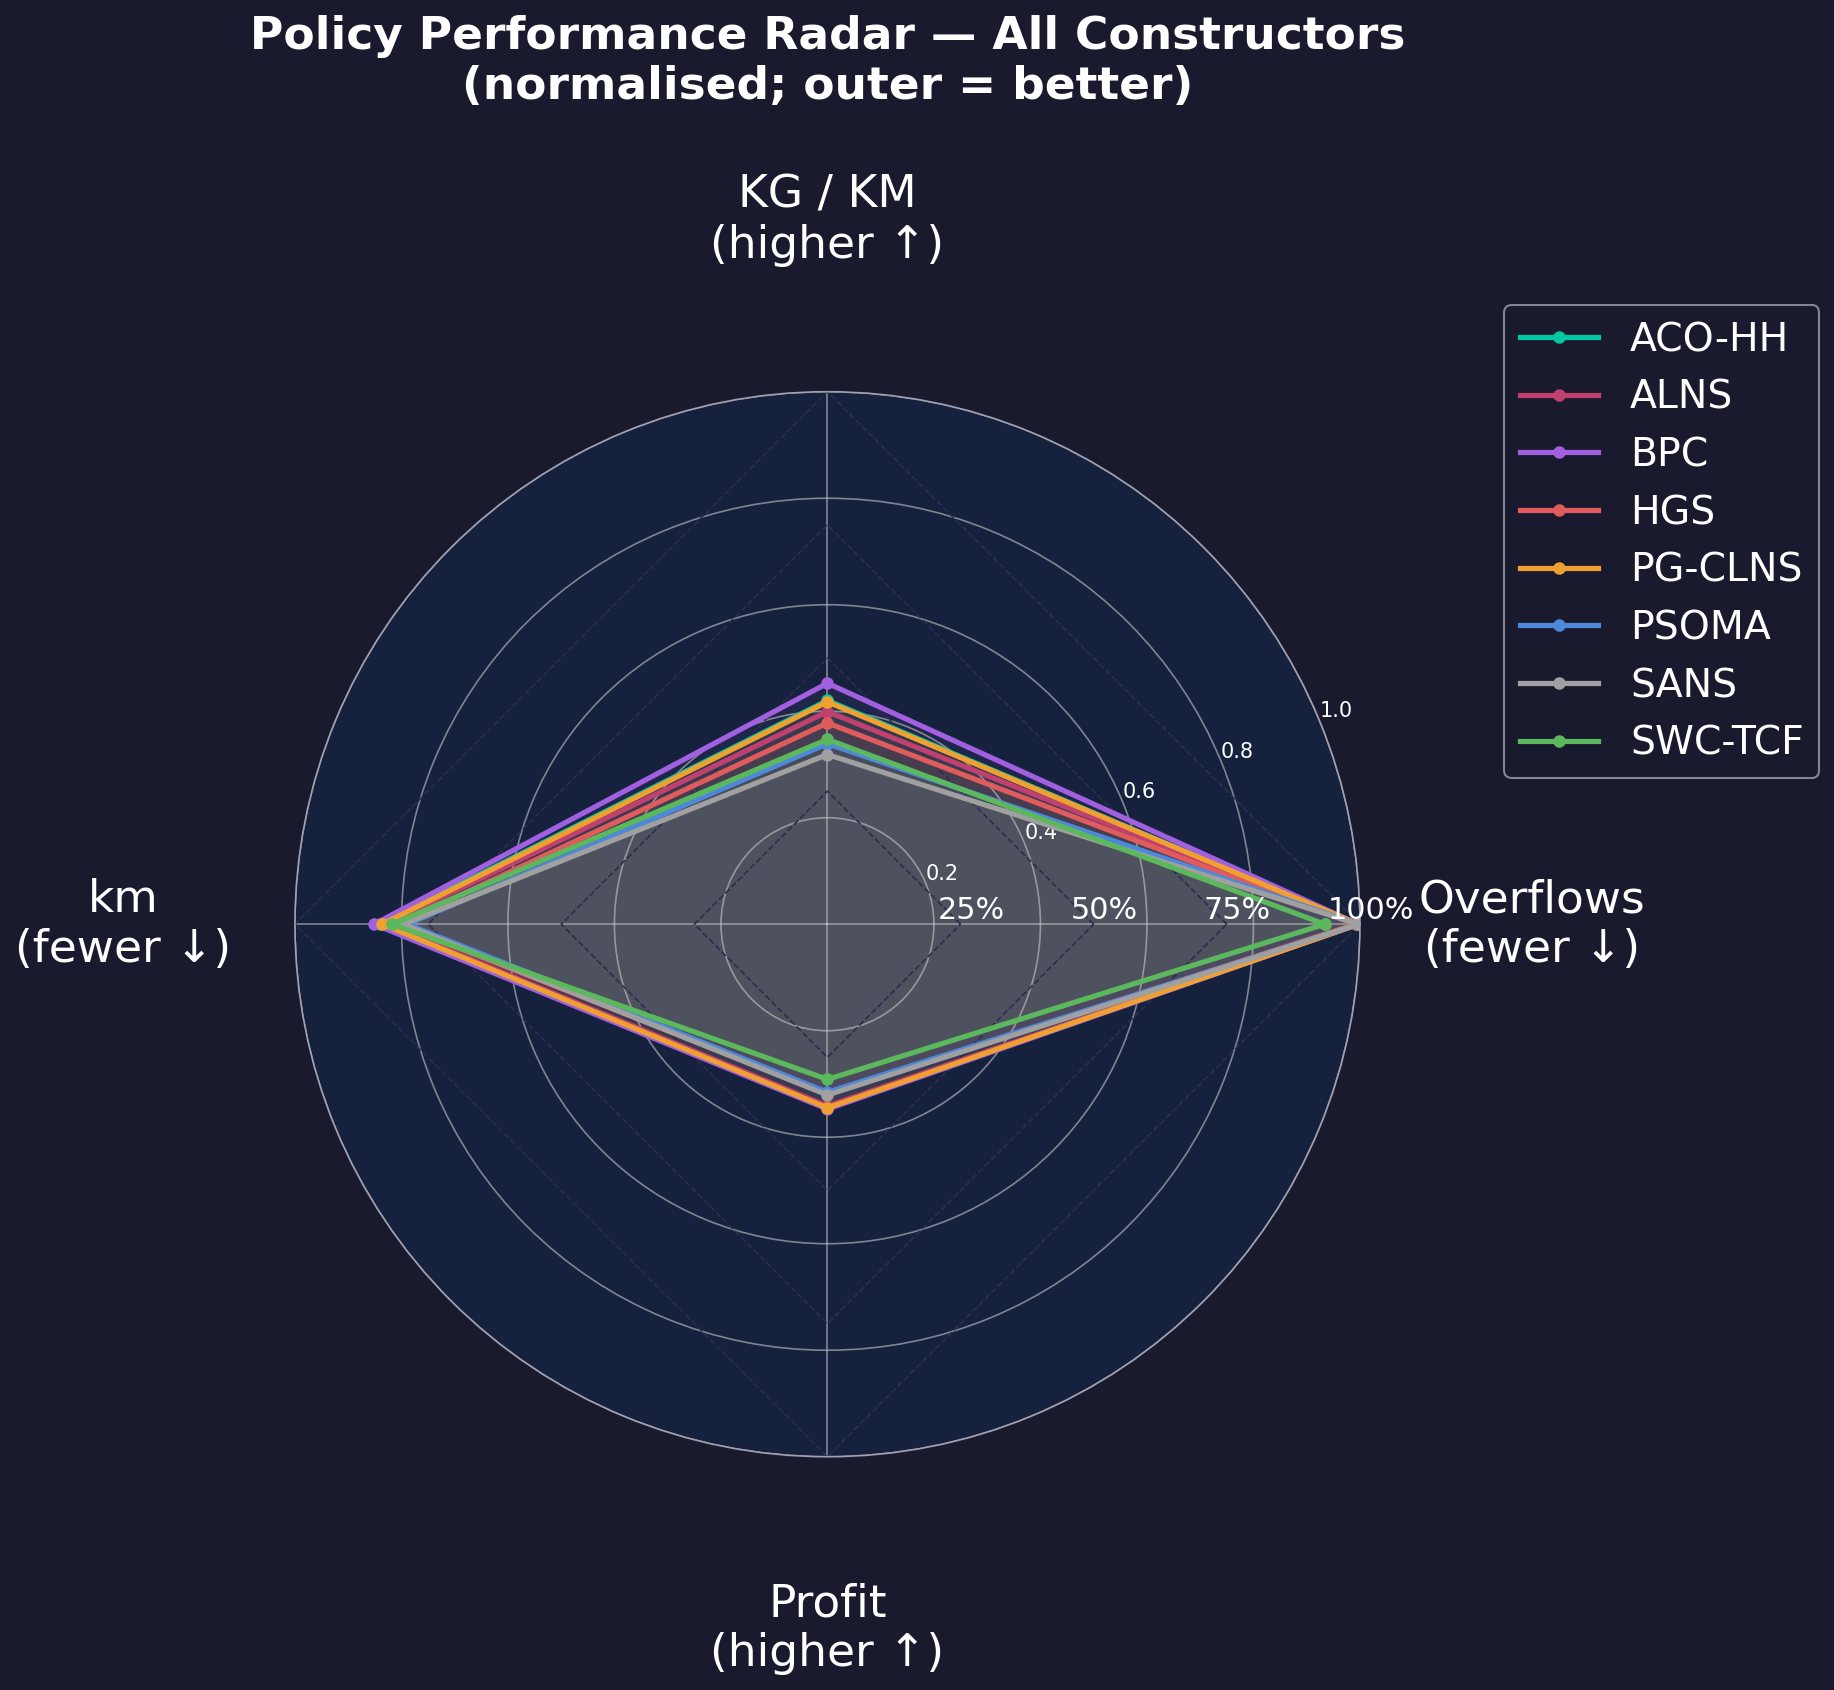 Policy Performance Radar — All Constructors
(normalised; outer = better)
KG / KM
(higher ↑)
ACO-HH
ALNS
BPC
HGS
PG-CLNS
PSOMA
SANS
SWC-TCF
1.0
0.8
0.6
0.4
0.2
25%
50%
75%
100%
Overflows
(fewer ↓)
km
(fewer ↓)
Profit
(higher ↑)